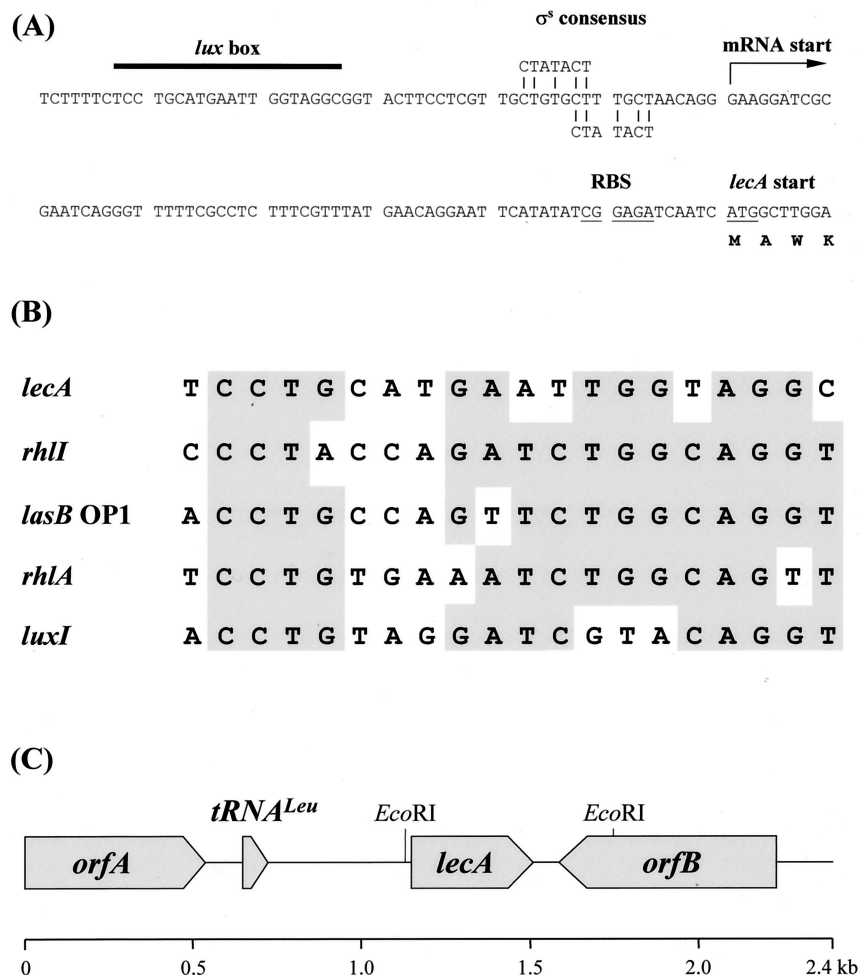 (A)
σs consensus
lux box
mRNA start
CTATACT
TCTTTTCTCC TGCATGAATT GGTAGGCGGT ACTTCCTCGT TGCTGTGCTT TGCTAACAGG GAAGGATCGC
CTA TACT
RBS
lecA start
GAATCAGGGT TTTTCGCCTC TTTCGTTTAT GAACAGGAAT TCATATATCG GAGATCAATC ATGGCTTGGA
M A W K
(B)
lecA T C C T G C A T G A A T T G G T A G G C
rhlI C C C T A C C A G A T C T G G C A G G T
lasB OP1 A C C T G C C A G T T C T G G C A G G T
rhlA T C C T G T G A A A T C T G G C A G T T
luxI A C C T G T A G G A T C G T A C A G G T
(C)
tRNALeu
EcoRI
EcoRI
orfA
lecA
orfB
0 0.5 1.0 1.5 2.0 2.4 kb